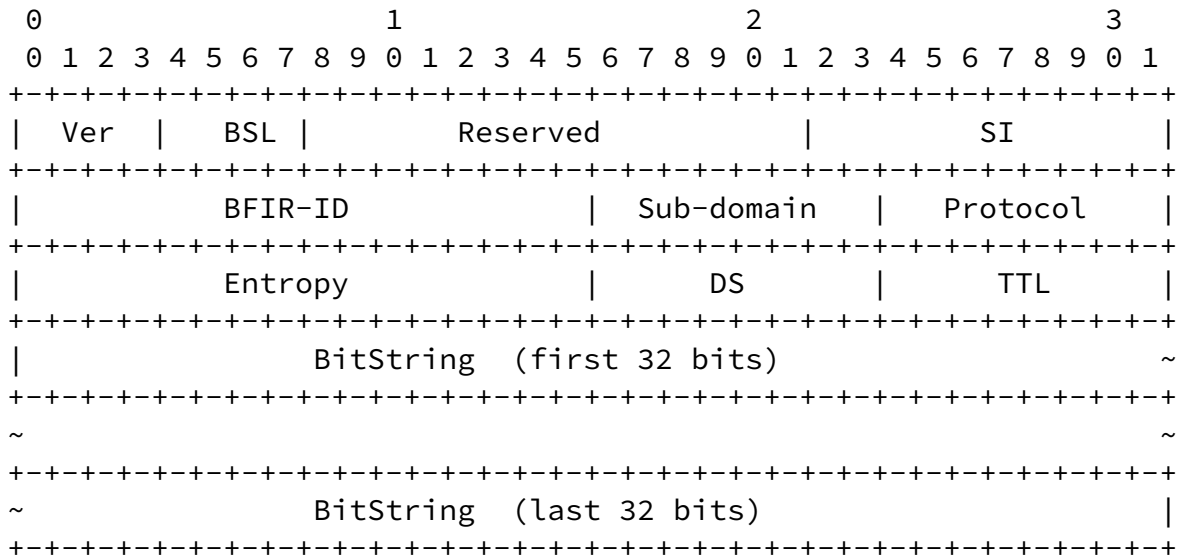 0                   1                   2                   3
 0 1 2 3 4 5 6 7 8 9 0 1 2 3 4 5 6 7 8 9 0 1 2 3 4 5 6 7 8 9 0 1
+-+-+-+-+-+-+-+-+-+-+-+-+-+-+-+-+-+-+-+-+-+-+-+-+-+-+-+-+-+-+-+-+
|  Ver  |   BSL |        Reserved           |         SI        |
+-+-+-+-+-+-+-+-+-+-+-+-+-+-+-+-+-+-+-+-+-+-+-+-+-+-+-+-+-+-+-+-+
|           BFIR-ID             |  Sub-domain   |   Protocol    |
+-+-+-+-+-+-+-+-+-+-+-+-+-+-+-+-+-+-+-+-+-+-+-+-+-+-+-+-+-+-+-+-+
|           Entropy             |      DS       |      TTL      |
+-+-+-+-+-+-+-+-+-+-+-+-+-+-+-+-+-+-+-+-+-+-+-+-+-+-+-+-+-+-+-+-+
|                BitString  (first 32 bits)                     ~
+-+-+-+-+-+-+-+-+-+-+-+-+-+-+-+-+-+-+-+-+-+-+-+-+-+-+-+-+-+-+-+-+
~                                                               ~
+-+-+-+-+-+-+-+-+-+-+-+-+-+-+-+-+-+-+-+-+-+-+-+-+-+-+-+-+-+-+-+-+
~                BitString  (last 32 bits)                      |
+-+-+-+-+-+-+-+-+-+-+-+-+-+-+-+-+-+-+-+-+-+-+-+-+-+-+-+-+-+-+-+-+